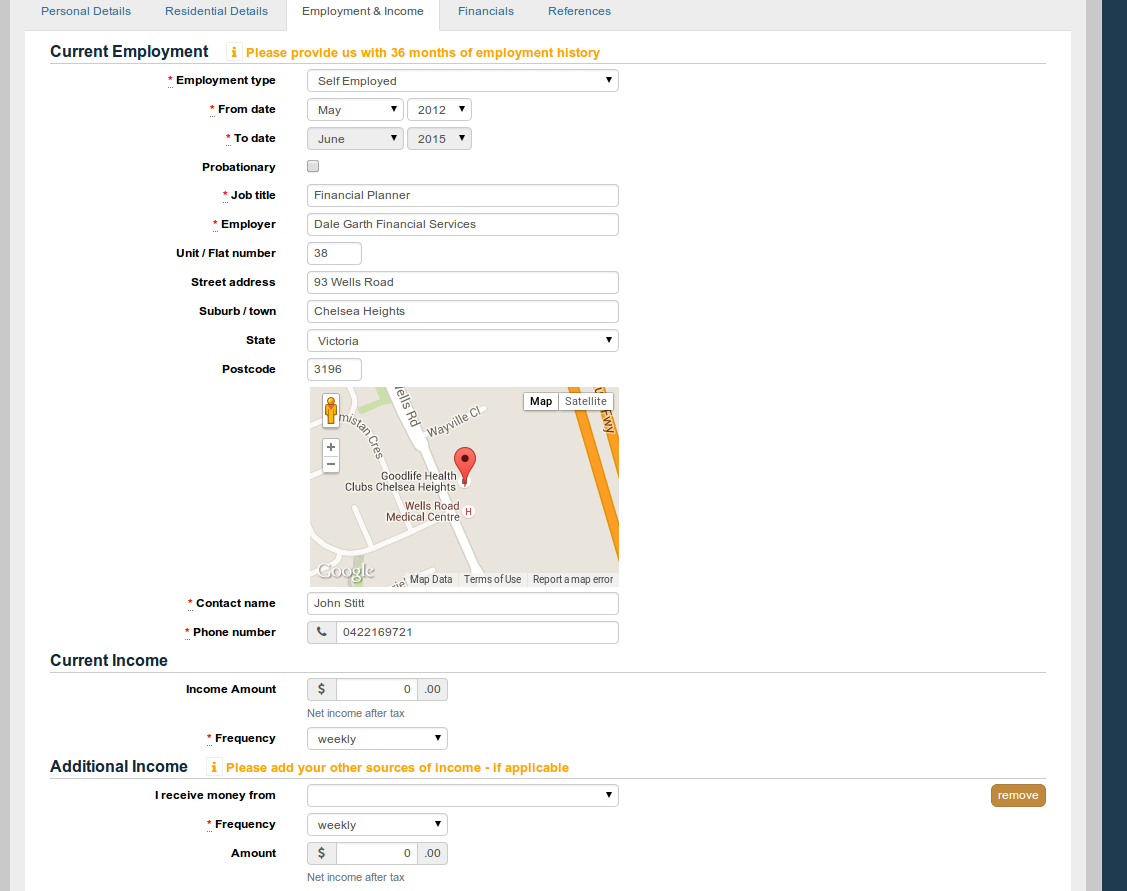 Personal Details Residential Details Employment & Income Financials References
Current Employment i Please provide us with 36 months of employment history
* Employment type Self Employed
* From date May 2012
* To date June 2015
Probationary
* Job title Financial Planner
* Employer Dale Garth Financial Services
Unit / Flat number 38
Street address 93 Wells Road
Suburb / town Chelsea Heights
State Victoria
Postcode 3196
Map Satellite
Wells Rd
Wayville Cl
Fwy
mistan Cres
+
−
Goodlife Health
Clubs Chelsea Heights
Wells Road
Medical Centre H
Google Map Data Terms of Use Report a map error
* Contact name John Stitt
* Phone number 0422169721
Current Income
Income Amount $ 0 .00
Net income after tax
* Frequency weekly
Additional Income i Please add your other sources of income - if applicable
I receive money from remove
* Frequency weekly
Amount $ 0 .00
Net income after tax